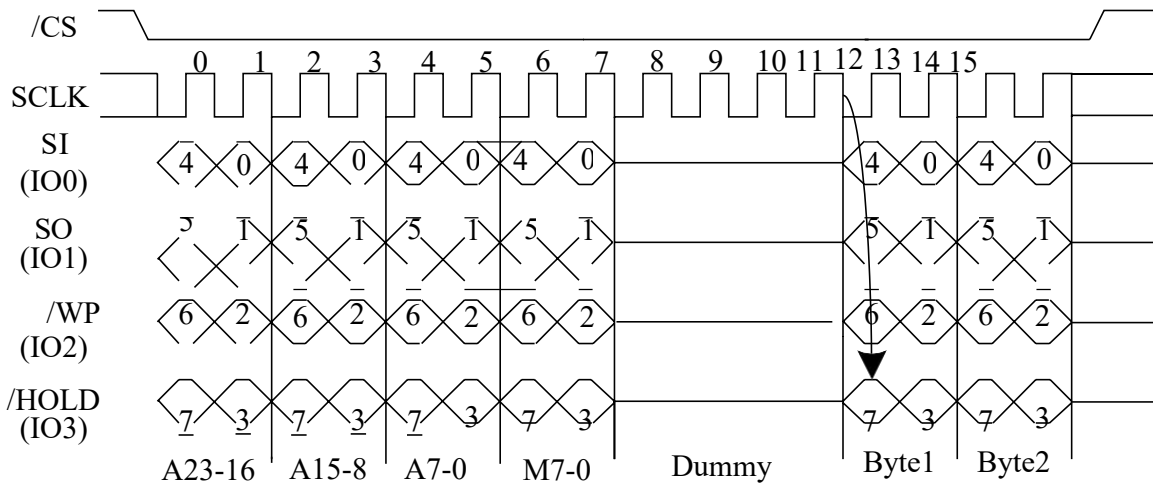 /CS
0 1 2 3 4 5 6 7 8 9 10 11 12 13 14 15
SCLK
SI
(IO0)
4 0 4 0 4 0 4 0 4 0 4 0
SO
(IO1)
5 1 5 1 5 1 5 1 5 1 5 1
/WP
(IO2)
6 2 6 2 6 2 6 2 6 2 6 2
/HOLD
(IO3)
7 3 7 3 7 3 7 3 7 3 7 3
A23-16 A15-8 A7-0 M7-0 Dummy Byte1 Byte2